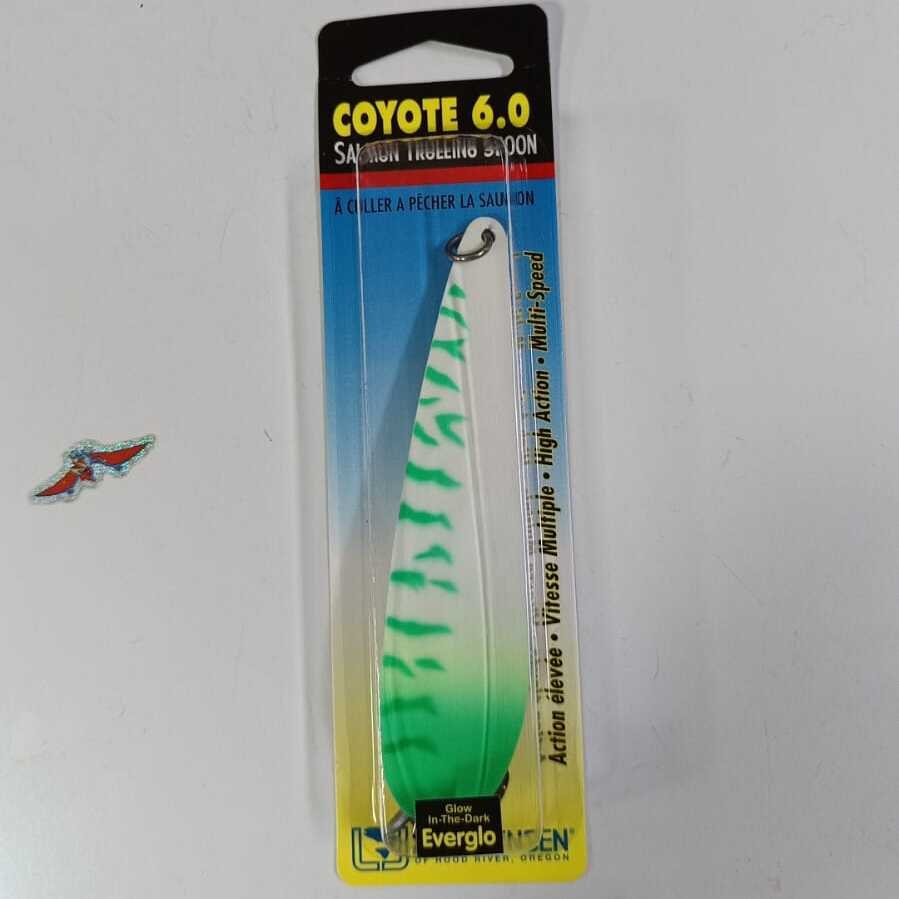 COYOTE 6.0
SALMON TROLLING SPOON
À CULLER A PÊCHER LA SAUMON
Action élevée • Vitesse Multiple • High Action • Multi-Speed
Glow
In-The-Dark
Everglo
OF HOOD RIVER, OREGON